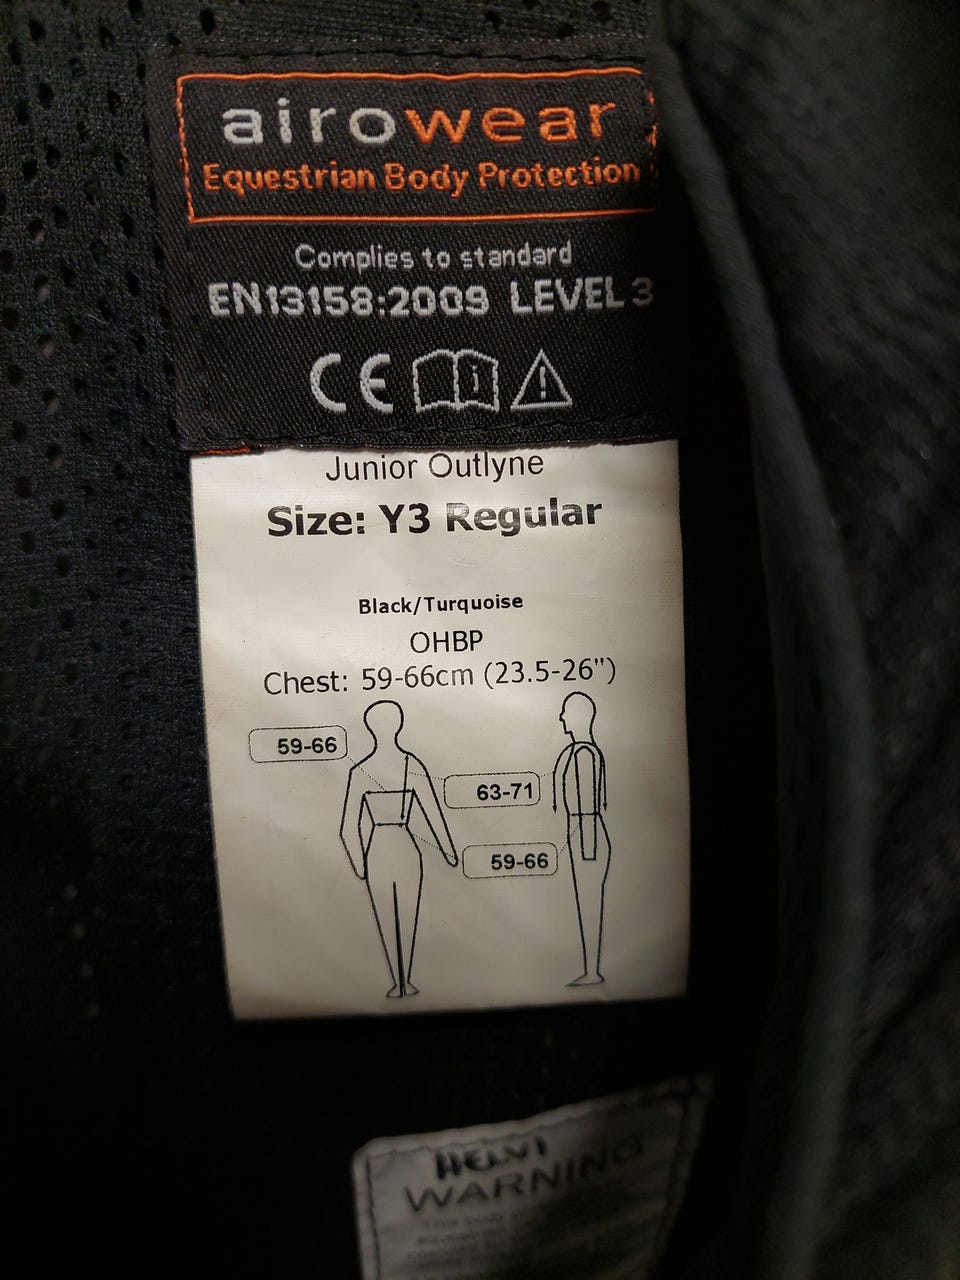 airowear
Equestrian Body Protection
Complies to standard
EN13158:2009 LEVEL 3
CE i !
Junior Outlyne
Size: Y3 Regular
Black/Turquoise
OHBP
Chest: 59-66cm (23.5-26")
59-66
63-71
59-66
WARNING